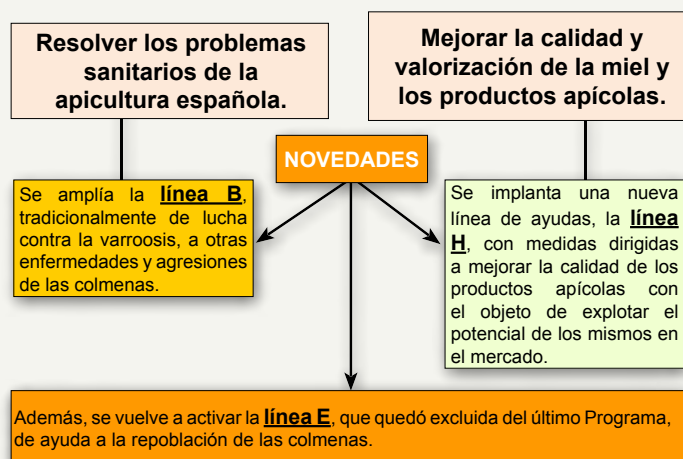 Resolver los problemas
sanitarios de la
apicultura española.
Mejorar la calidad y
valorización de la miel y
los productos apícolas.
NOVEDADES
Se amplía la línea B,
tradicionalmente de lucha
contra la varroosis, a otras
enfermedades y agresiones
de las colmenas.
Se implanta una nueva
línea de ayudas, la línea
H, con medidas dirigidas
a mejorar la calidad de los
productos apícolas con
el objeto de explotar el
potencial de los mismos en
el mercado.
Además, se vuelve a activar la línea E, que quedó excluida del último Programa,
de ayuda a la repoblación de las colmenas.